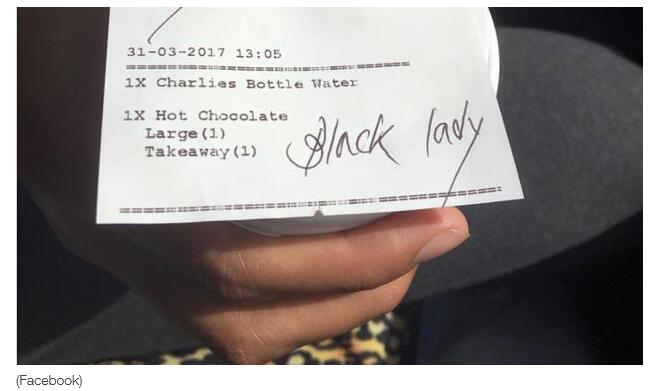 31-03-2017 13:05
1X Charlies Bottle Water
1X Hot Chocolate
Large(1)
Takeaway(1)
Black lady
(Facebook)